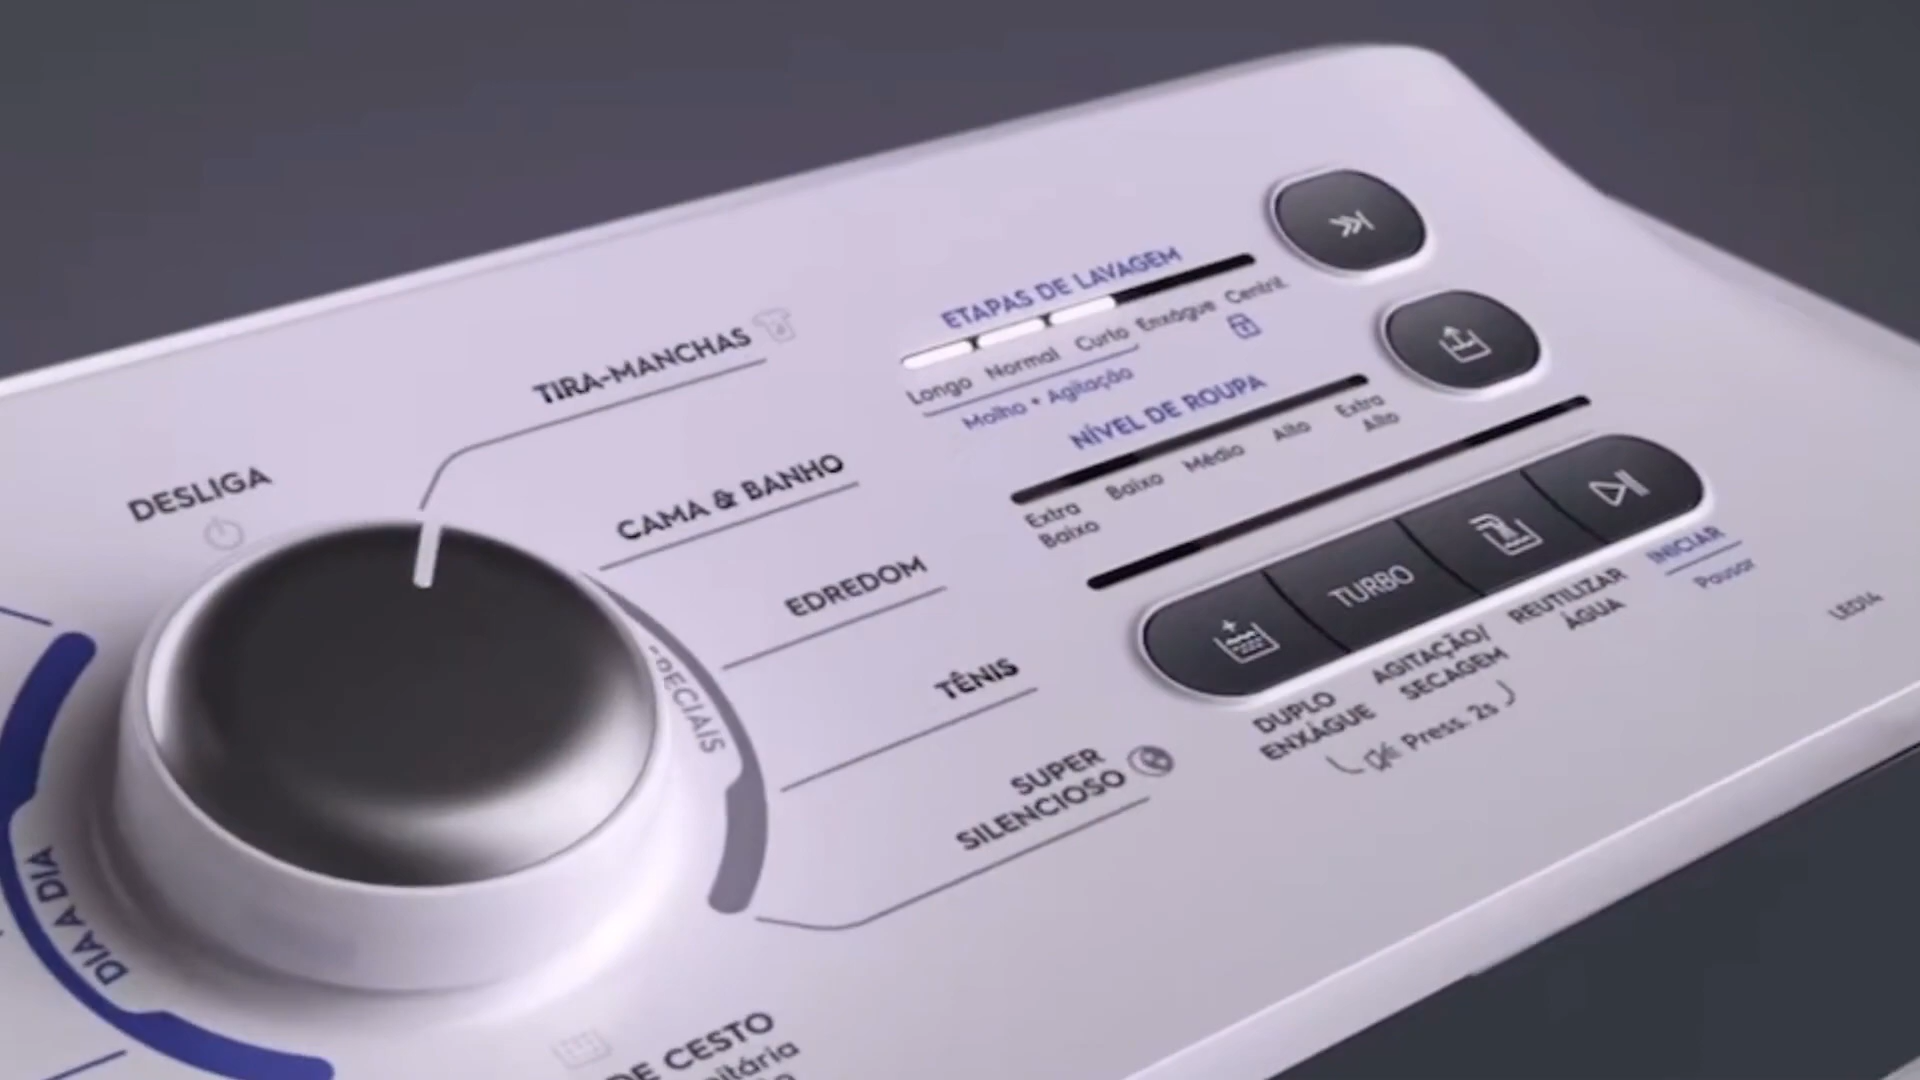 ETAPAS DE LAVAGEM
Longo Normal Curto Enxágue Centrif.
Molho + Agitação
NÍVEL DE ROUPA
Extra Baixo
Baixo
Médio
Alto
Extra Alto
TIRA-MANCHAS
DESLIGA
CAMA & BANHO
EDREDOM
TÊNIS
SUPER
SILENCIOSO
DIA A DIA
TURBO
DUPLO
ENXÁGUE
AGITAÇÃO/
SECAGEM
REUTILIZAR
ÁGUA
INICIAR
Pausar
Press. 2s
LED14
DE CESTO